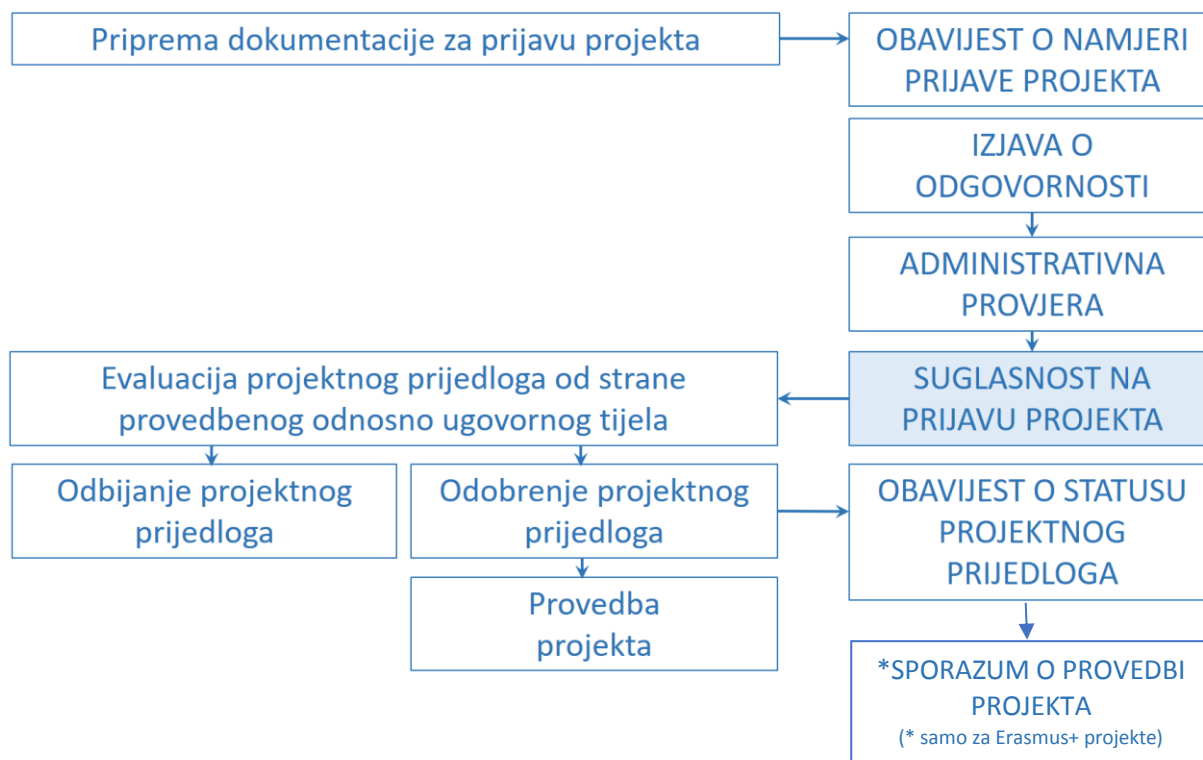 Priprema dokumentacije za prijavu projekta
OBAVIJEST O NAMJERI
PRIJAVE PROJEKTA
IZJAVA O
ODGOVORNOSTI
ADMINISTRATIVNA
PROVJERA
SUGLASNOST NA
PRIJAVU PROJEKTA
Evaluacija projektnog prijedloga od strane
provedbenog odnosno ugovornog tijela
Odbijanje projektnog
prijedloga
Odobrenje projektnog
prijedloga
OBAVIJEST O STATUSU
PROJEKTNOG
PRIJEDLOGA
Provedba
projekta
*SPORAZUM O PROVEDBI
PROJEKTA
(* samo za Erasmus+ projekte)